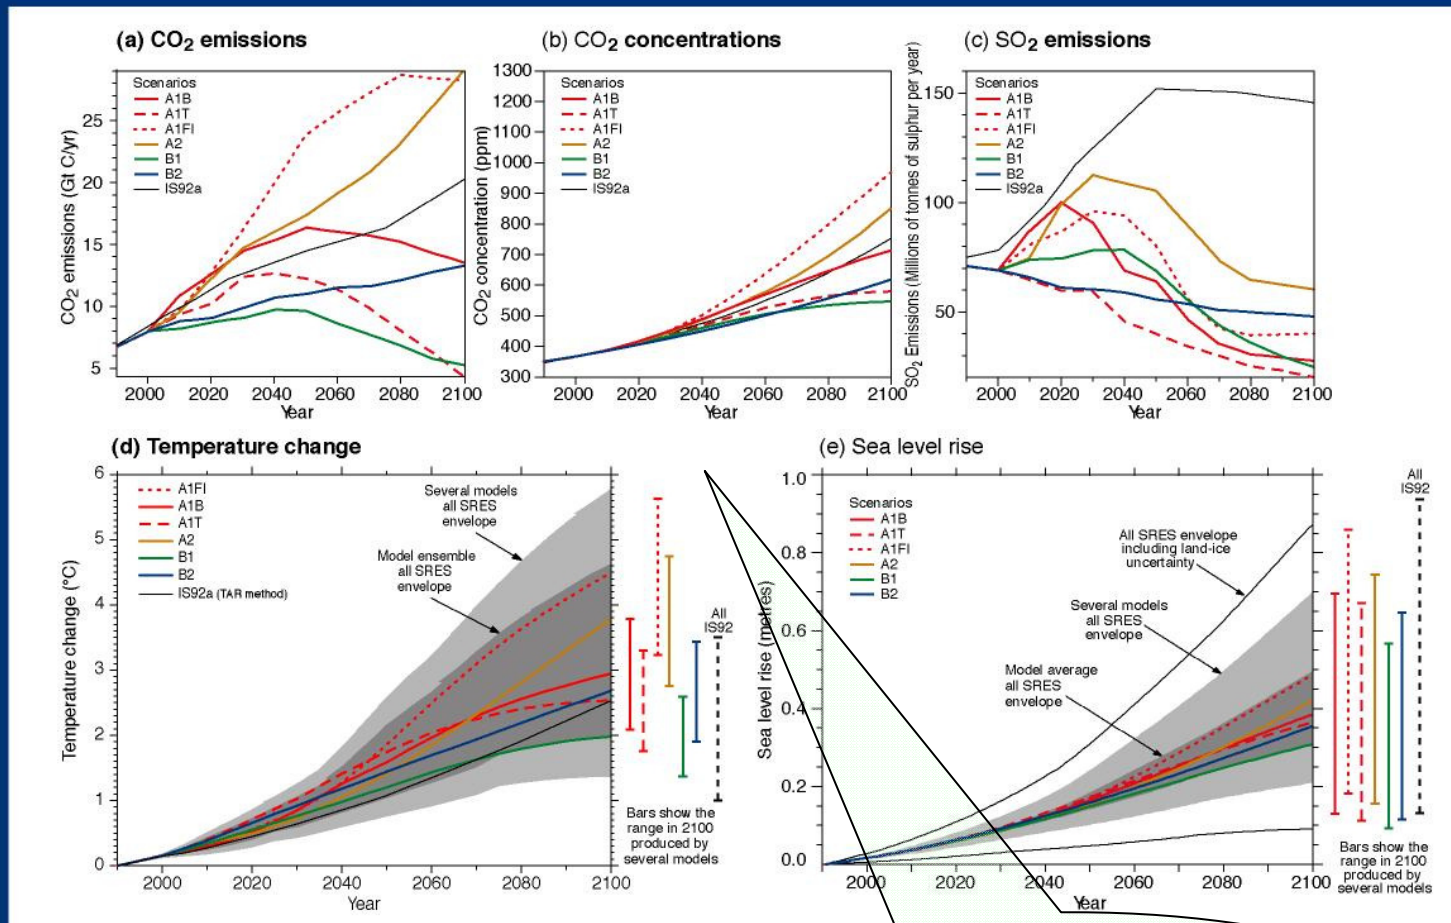 (a) CO2 emissions
Scenarios
A1B
A1T
A1FI
A2
B1
B2
IS92a
CO2 emissions (Gt C/yr)
25
20
15
10
5
2000 2020 2040 2060 2080 2100
Year
(b) CO2 concentrations
Scenarios
A1B
A1T
A1FI
A2
B1
B2
IS92a
CO2 concentration (ppm)
1300
1200
1100
1000
900
800
700
600
500
400
300
2000 2020 2040 2060 2080 2100
Year
(c) SO2 emissions
Scenarios
A1B
A1T
A1FI
A2
B1
B2
IS92a
SO2 Emissions (Millions of tonnes of sulphur per year)
150
100
50
2000 2020 2040 2060 2080 2100
Year
(d) Temperature change
A1FI
A1B
A1T
A2
B1
B2
IS92a (TAR method)
Several models
all SRES
envelope
Model ensemble
all SRES
envelope
Temperature change (°C)
6
5
4
3
2
1
0
2000 2020 2040 2060 2080 2100
Year
All
IS92
Bars show the
range in 2100
produced by
several models
(e) Sea level rise
Scenarios
A1B
A1T
A1FI
A2
B1
B2
All SRES envelope
including land-ice
uncertainty
Several models
all SRES
envelope
Model average
all SRES
envelope
Sea level rise (metres)
1.0
0.8
0.6
0.4
0.2
0.0
2000 2020 2040 2060 2080 2100
Year
All
IS92
Bars show the
range in 2100
produced by
several models